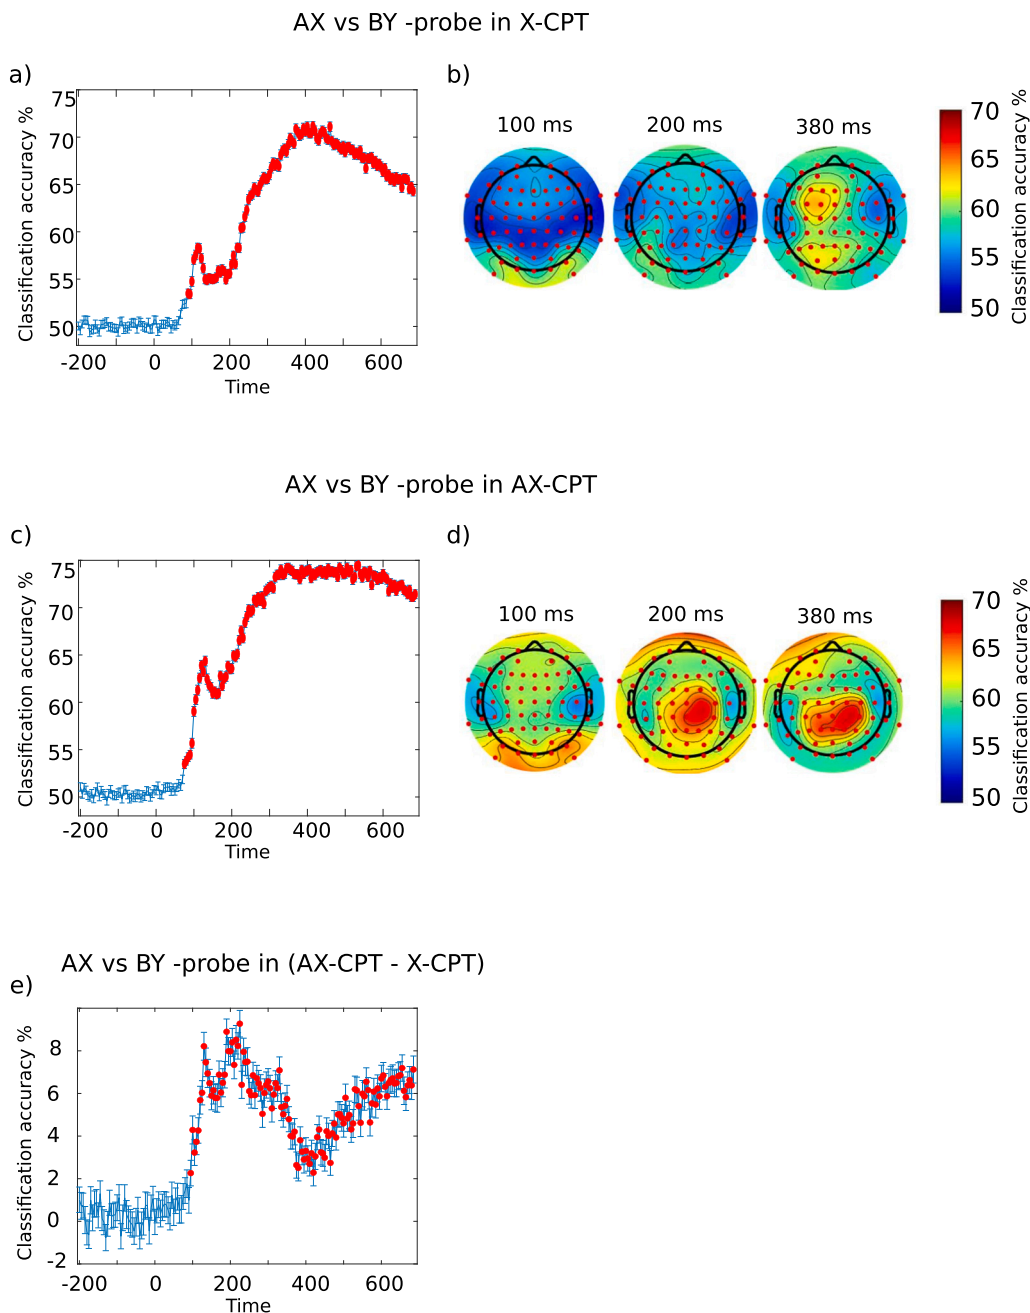 AX vs BY -probe in X-CPT
a)
b)
Classification accuracy %
75
70
65
60
55
50
-200 0 200 400 600
Time
100 ms 200 ms 380 ms
70
65
60
55
50
Classification accuracy %
AX vs BY -probe in AX-CPT
c)
d)
Classification accuracy %
75
70
65
60
55
50
-200 0 200 400 600
Time
100 ms 200 ms 380 ms
70
65
60
55
50
Classification accuracy %
AX vs BY -probe in (AX-CPT - X-CPT)
e)
Classification accuracy %
8
6
4
2
0
-2
-200 0 200 400 600
Time